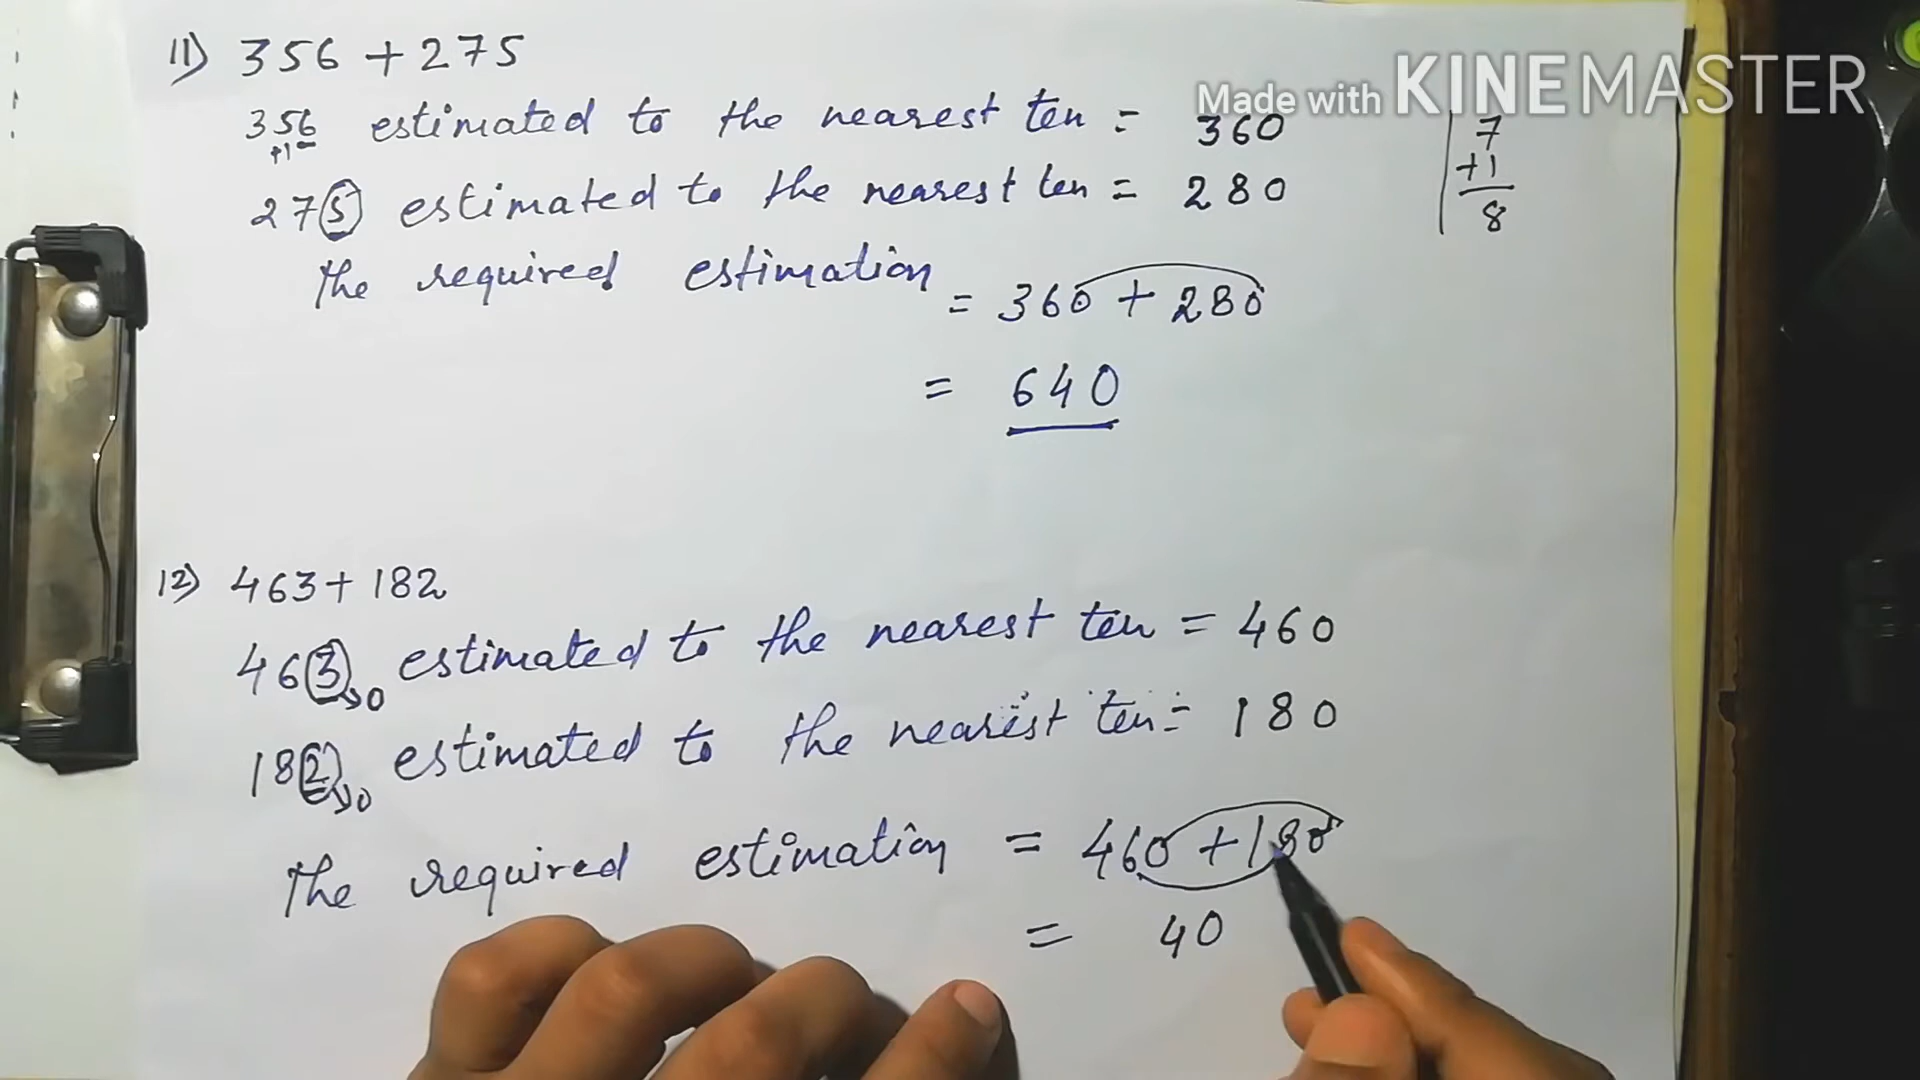 11) 356 + 275
Made with KINEMASTER
356 estimated to the nearest ten = 360
+1
275 estimated to the nearest ten = 280
7
+1
8
The required estimation = 360 + 280
= 640
12) 463 + 182
463 estimated to the nearest ten = 460
0
182 estimated to the nearest ten = 180
0
The required estimation = 460 + 180
= 40